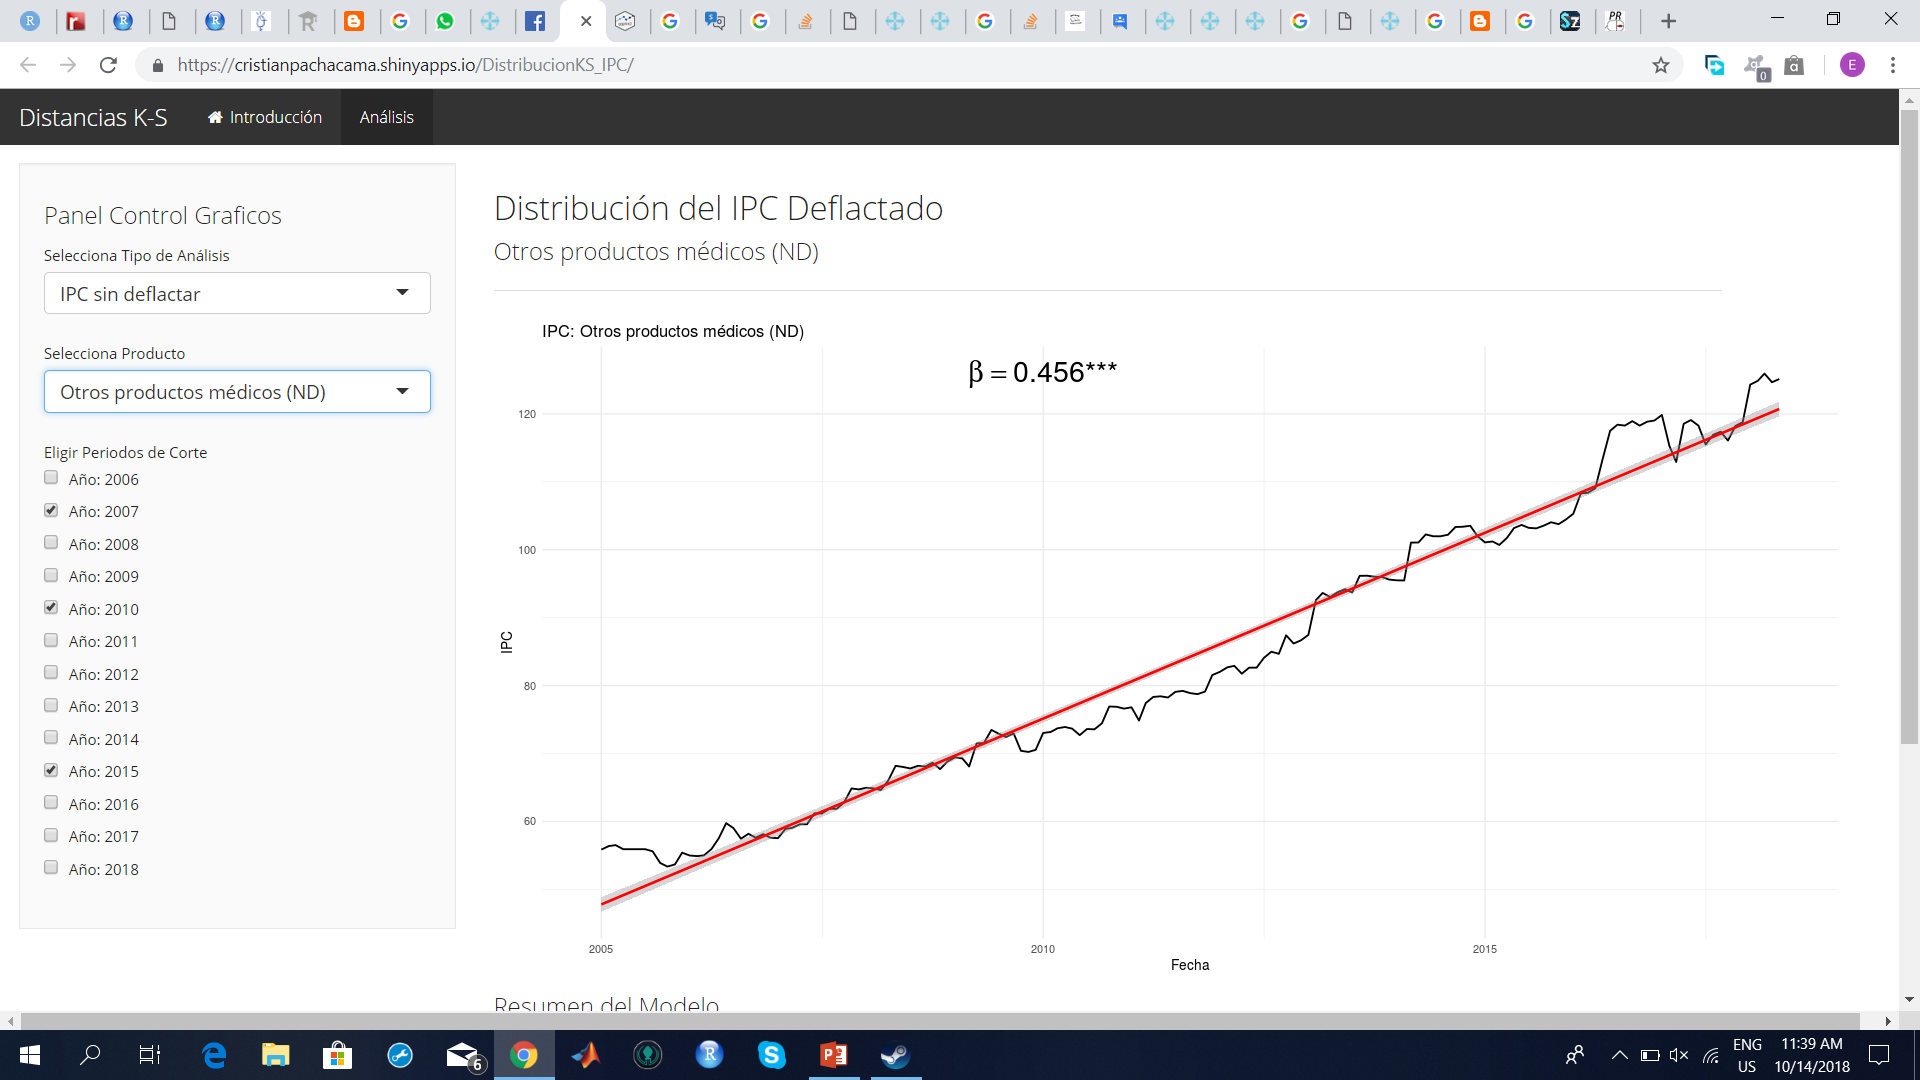 https://cristianpachacama.shinyapps.io/DistribucionKS_IPC/
0
E
Distancias K-S
Introducción
Análisis
Panel Control Graficos
Selecciona Tipo de Análisis
IPC sin deflactar
Selecciona Producto
Otros productos médicos (ND)
Eligir Periodos de Corte
Año: 2006
Año: 2007
Año: 2008
Año: 2009
Año: 2010
Año: 2011
Año: 2012
Año: 2013
Año: 2014
Año: 2015
Año: 2016
Año: 2017
Año: 2018
Distribución del IPC Deflactado
Otros productos médicos (ND)
IPC: Otros productos médicos (ND)
β = 0.456***
120
100
80
60
IPC
2005
2010
2015
Fecha
Resumen del Modelo
6
ENG
US
11:39 AM
10/14/2018